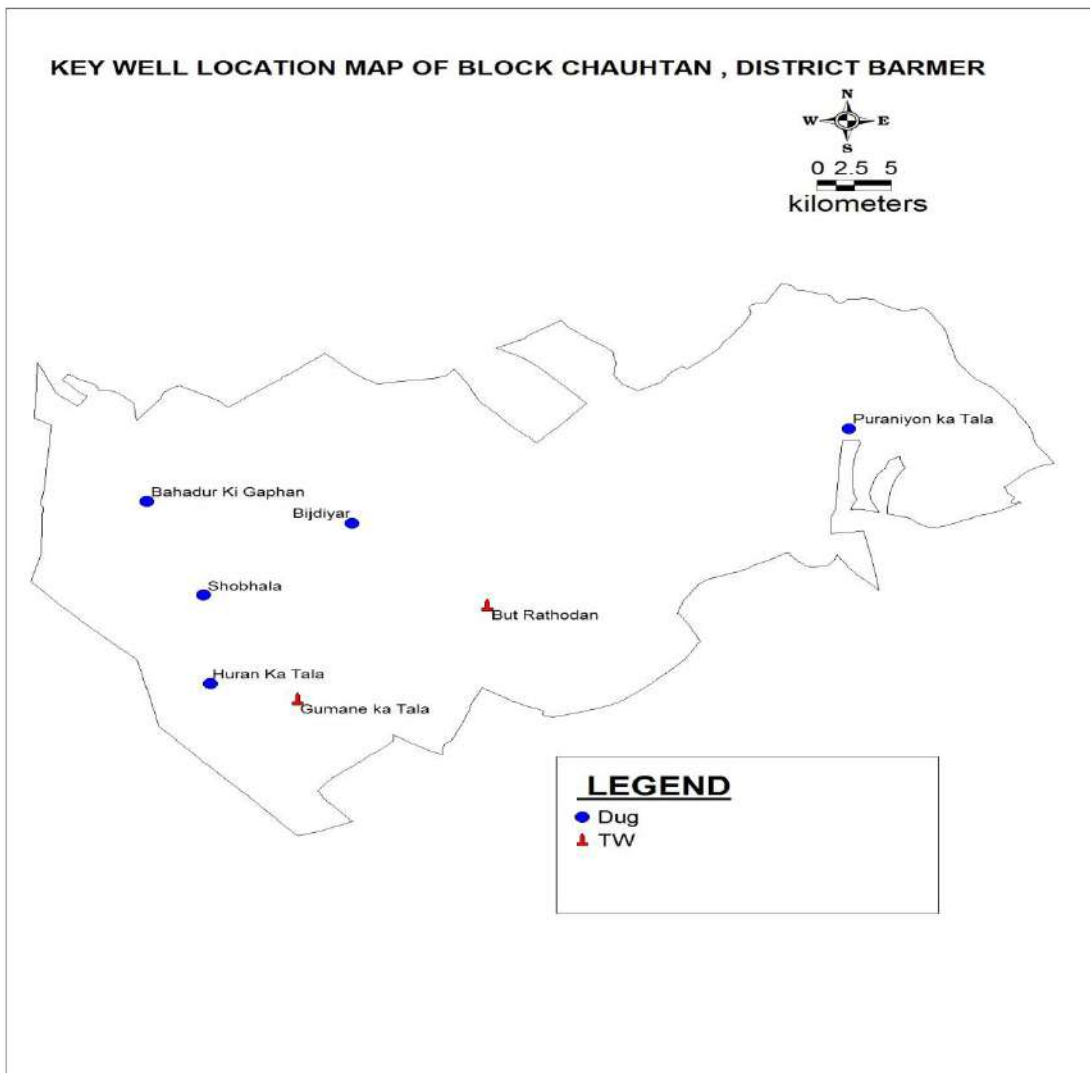 KEY WELL LOCATION MAP OF BLOCK CHAUHTAN , DISTRICT BARMER
N
W E
S
0 2.5 5
kilometers
Puraniyon ka Tala
Bahadur Ki Gaphan
Bijdiyar
Shobhala
But Rathodan
Huran Ka Tala
Gumane ka Tala
LEGEND
Dug
TW